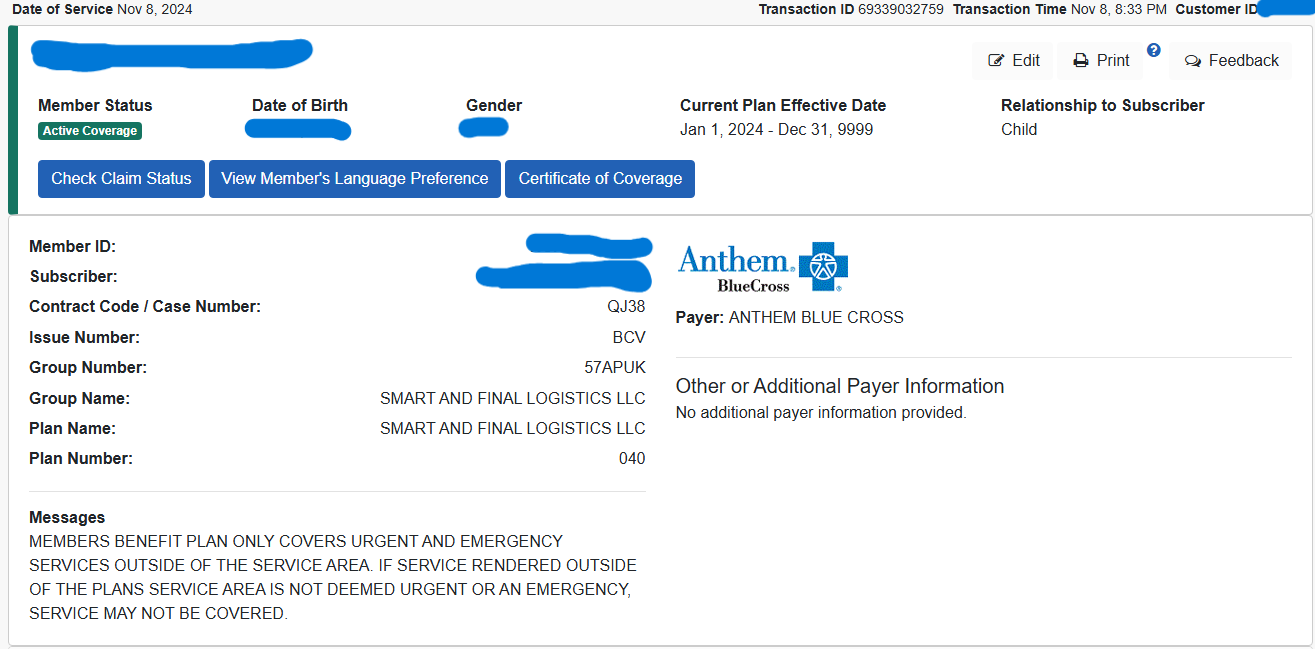 Date of Service Nov 8, 2024 Transaction ID 69339032759 Transaction Time Nov 8, 8:33 PM Customer ID
Edit Print ? Feedback
Member Status Date of Birth Gender Current Plan Effective Date Relationship to Subscriber
Active Coverage Jan 1, 2024 - Dec 31, 9999 Child
Check Claim Status View Member's Language Preference Certificate of Coverage
Member ID:
Subscriber:
Contract Code / Case Number: QJ38
Issue Number: BCV
Group Number: 57APUK
Group Name: SMART AND FINAL LOGISTICS LLC
Plan Name: SMART AND FINAL LOGISTICS LLC
Plan Number: 040
Messages
MEMBERS BENEFIT PLAN ONLY COVERS URGENT AND EMERGENCY
SERVICES OUTSIDE OF THE SERVICE AREA. IF SERVICE RENDERED OUTSIDE
OF THE PLANS SERVICE AREA IS NOT DEEMED URGENT OR AN EMERGENCY,
SERVICE MAY NOT BE COVERED.
Anthem®
BlueCross ®
Payer: ANTHEM BLUE CROSS
Other or Additional Payer Information
No additional payer information provided.